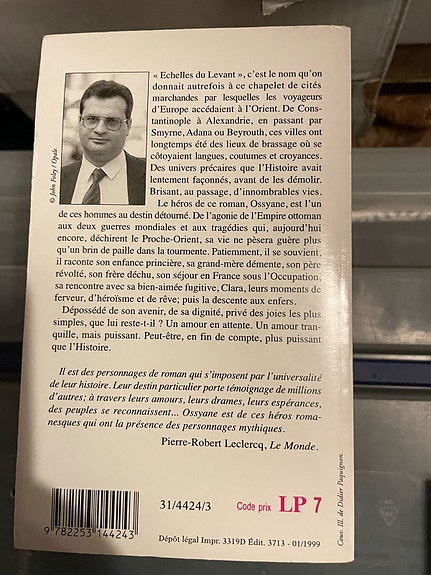 « Echelles du Levant », c'est le nom qu'on
donnait autrefois à ce chapelet de cités
marchandes par lesquelles les voyageurs
d'Europe accédaient à l'Orient. De Cons-
tantinople à Alexandrie, en passant par
Smyrne, Adana ou Beyrouth, ces villes ont
longtemps été des lieux de brassage où se
côtoyaient langues, coutumes et croyances.
Des univers précaires que l'Histoire avait
lentement façonnés, avant de les démolir.
Brisant, au passage, d'innombrables vies.
Le héros de ce roman, Ossyane, est l'un
de ces hommes au destin détourné. De l'agonie de l'Empire ottoman
aux deux guerres mondiales et aux tragédies qui, aujourd'hui
encore, déchirent le Proche-Orient, sa vie ne pèsera guère plus
qu'un brin de paille dans la tourmente. Patiemment, il se souvient,
il raconte son enfance princière, sa grand-mère démente, son père
révolté, son frère déchu, son séjour en France sous l'Occupation,
sa rencontre avec sa bien-aimée fugitive, Clara, leurs moments de
ferveur, d'héroïsme et de rêve; puis la descente aux enfers.
Dépossédé de son avenir, de sa dignité, privé des joies les plus
simples, que lui reste-t-il ? Un amour en attente. Un amour tran-
quille, mais puissant. Peut-être, en fin de compte, plus puissant
que l'Histoire.
Il est des personnages de roman qui s'imposent par l'universalité
de leur histoire. Leur destin particulier porte témoignage de millions
d'autres; à travers leurs amours, leurs drames, leurs espérances,
des peuples se reconnaissent... Ossyane est de ces héros roma-
nesques qui ont la présence des personnages mythiques.
Pierre-Robert Leclercq, Le Monde.
© John Foley / Opale.
31/4424/3
Code prix LP 7
9 782253 144243
Dépôt légal Impr. 3319D Édit. 3713 - 01/1999
Couv. Ill. de Didier Paquignon.